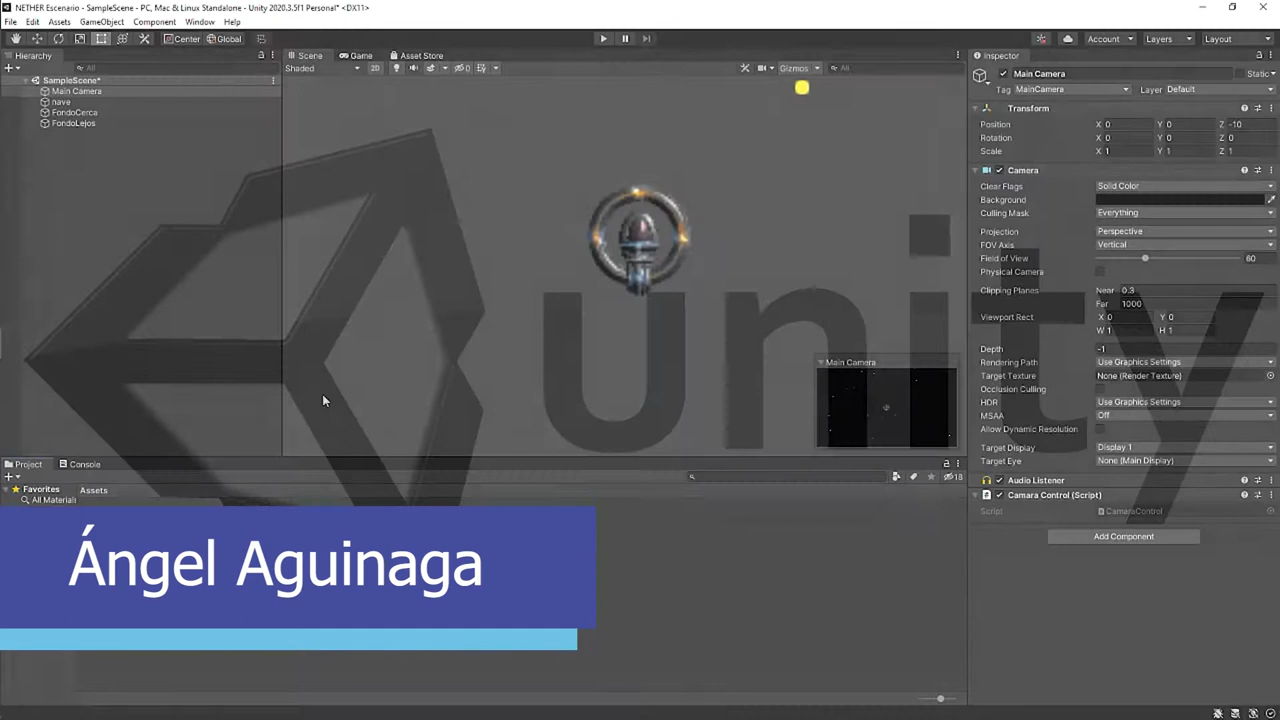 NETHER Escenario - SampleScene - PC, Mac & Linux Standalone - Unity 2020.3.5f1 Personal* <DX11>
File Edit Assets GameObject Component Window Help
Center Global Account Layers Layout
Hierarchy Scene Game Asset Store Inspector
All Shaded 2D Gizmos All Main Camera Static
SampleScene*
Main Camera Tag MainCamera Layer Default
nave
FondoCerca
FondoLejos
Transform
Position X 0 Y 0 Z -10
Rotation X 0 Y 0 Z 0
Scale X 1 Y 1 Z 1
Camera
Clear Flags Solid Color
Background
Culling Mask Everything
Projection Perspective
FOV Axis Vertical
Field of View 60
Physical Camera
Clipping Planes Near 0.3
Far 1000
Viewport Rect X 0 Y 0
W 1 H 1
Depth -1
Rendering Path Use Graphics Settings
Target Texture None (Render Texture)
Occlusion Culling
HDR Use Graphics Settings
MSAA Off
Allow Dynamic Resolution
Target Display Display 1
Target Eye None (Main Display)
Audio Listener
Camara Control (Script)
Script CamaraControl
Add Component
unity
Main Camera
Project Console
18
Favorites Assets
All Material
Ángel Aguinaga